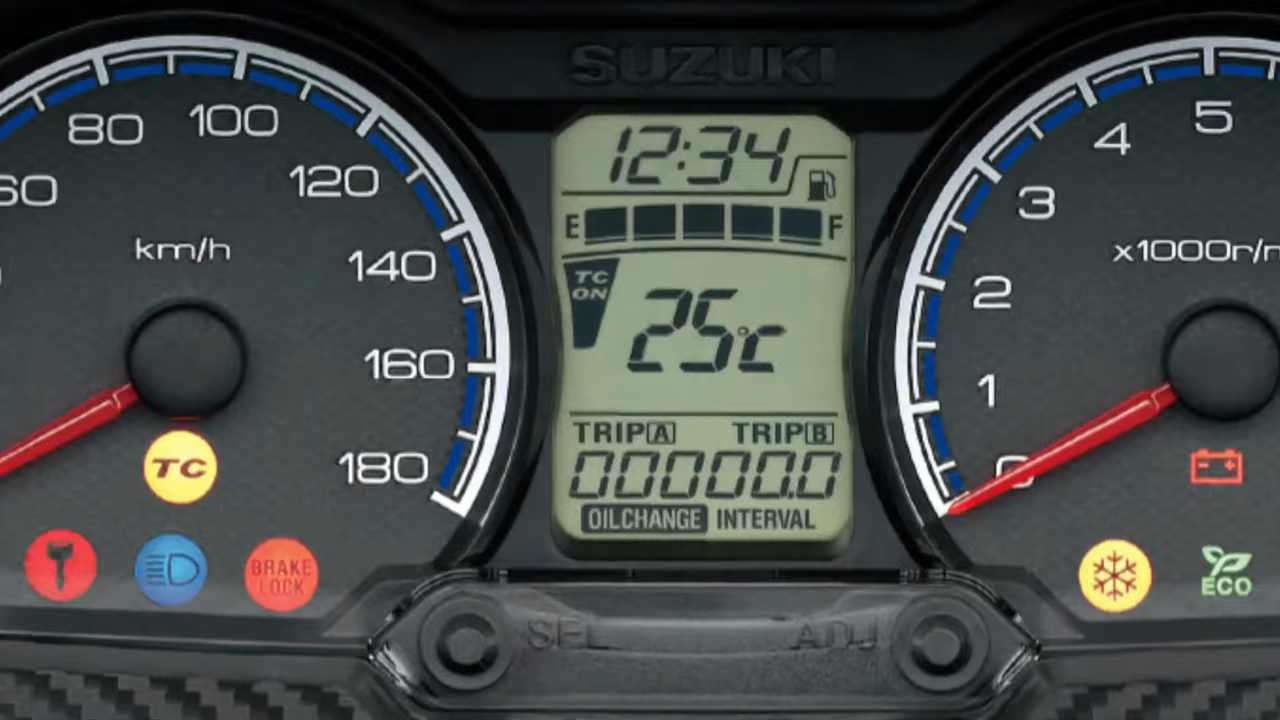 SUZUKI
80
100
120
140
160
180
60
km/h
TC
BRAKE
LOCK
12:34
E
F
TC
ON
25°C
TRIP A TRIP B
00000.0
OILCHANGE INTERVAL
SEL
ADJ
5
4
3
2
1
0
x1000r/
ECO